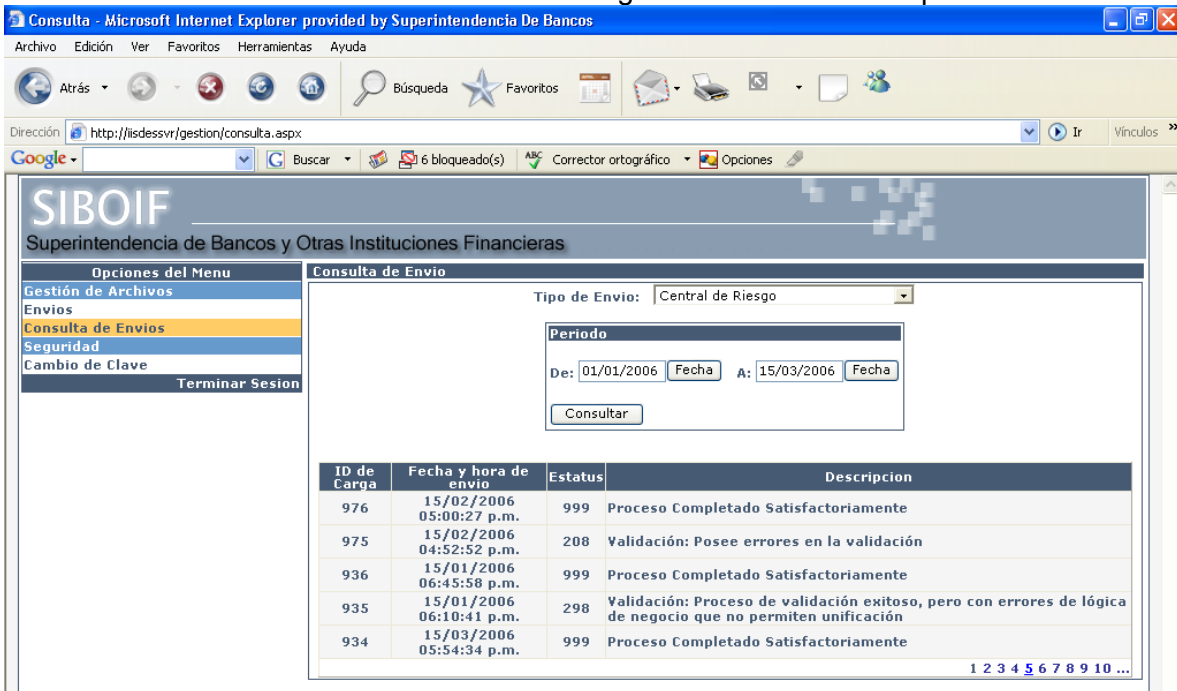 Consulta - Microsoft Internet Explorer provided by Superintendencia De Bancos
Archivo Edición Ver Favoritos Herramientas Ayuda
Atrás Búsqueda Favoritos
Dirección http://iisdessvr/gestion/consulta.aspx Ir Vínculos »
Google Buscar 6 bloqueado(s) ABC Corrector ortográfico Opciones
SIBOIF
Superintendencia de Bancos y Otras Instituciones Financieras
Opciones del Menu
Gestión de Archivos
Envios
Consulta de Envios
Seguridad
Cambio de Clave
Terminar Sesion
Consulta de Envio
Tipo de Envio: Central de Riesgo
Periodo
De: 01/01/2006 Fecha A: 15/03/2006 Fecha
Consultar
ID de Carga Fecha y hora de envio Estatus Descripcion
976 15/02/2006 05:00:27 p.m. 999 Proceso Completado Satisfactoriamente
975 15/02/2006 04:52:52 p.m. 208 Validación: Posee errores en la validación
936 15/01/2006 06:45:58 p.m. 999 Proceso Completado Satisfactoriamente
935 15/01/2006 06:10:41 p.m. 298 Validación: Proceso de validación exitoso, pero con errores de lógica de negocio que no permiten unificación
934 15/03/2006 05:54:34 p.m. 999 Proceso Completado Satisfactoriamente
1 2 3 4 5 6 7 8 9 10 ...